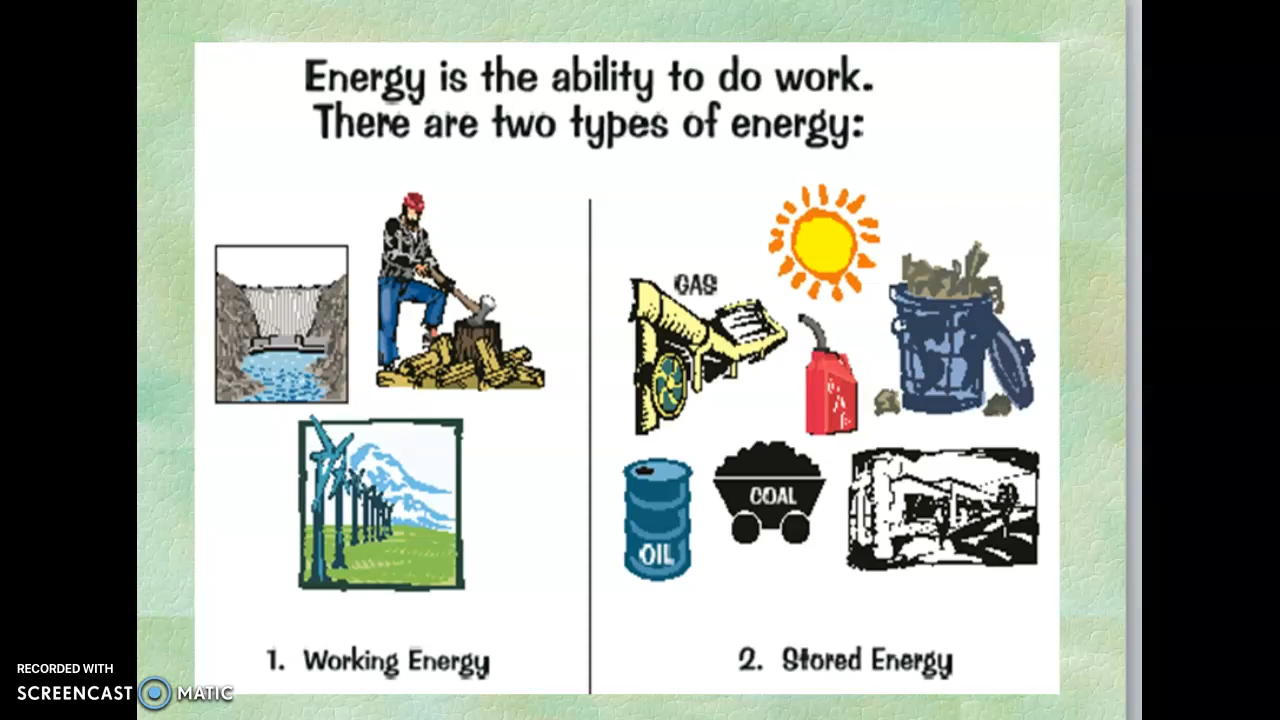 Energy is the ability to do work.
There are two types of energy:
GAS
COAL
OIL
1. Working Energy
2. Stored Energy
RECORDED WITH
SCREENCAST MATIC